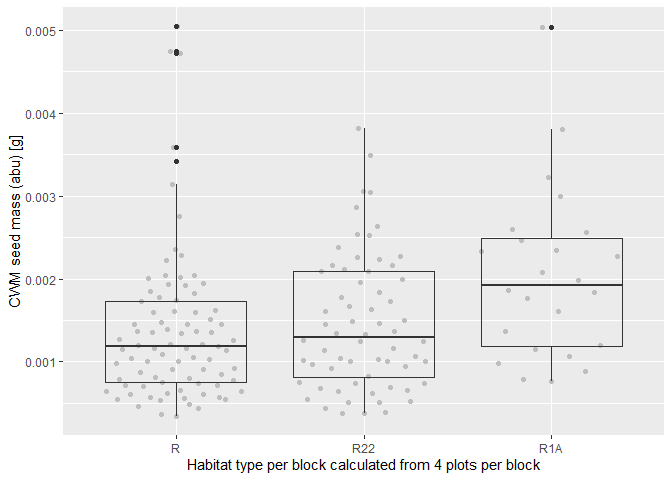 0.005
0.004
0.003
0.002
0.001
CWM seed mass (abu) [g]
R R22 R1A
Habitat type per block calculated from 4 plots per block